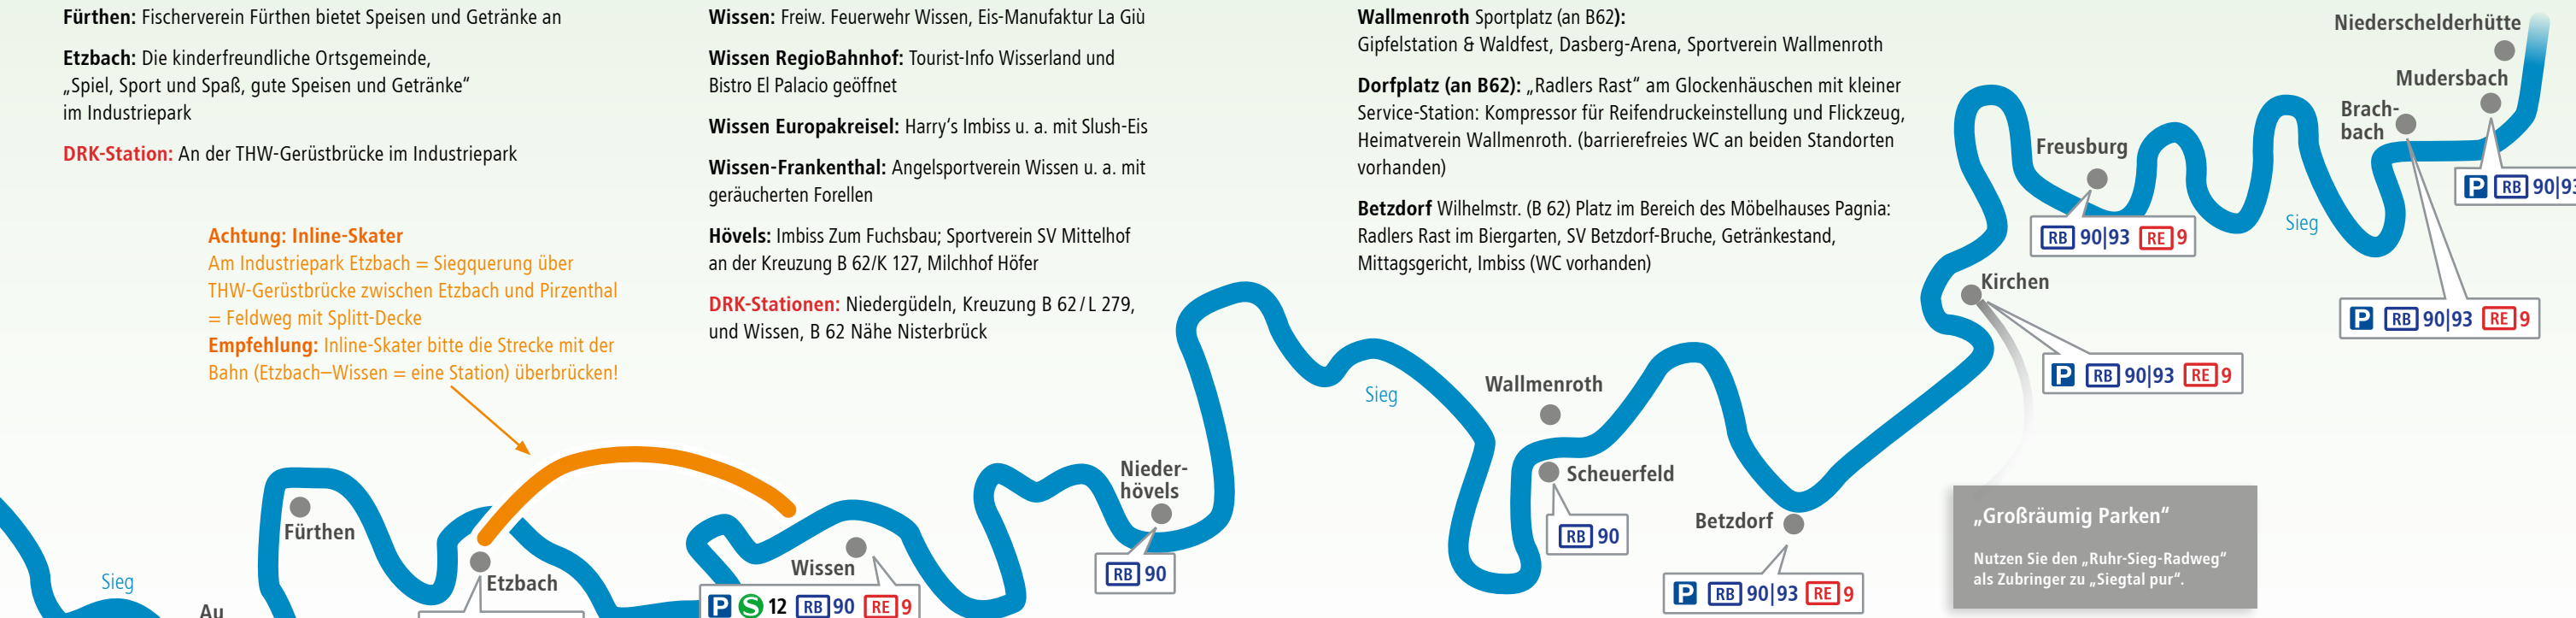 Fürthen: Fischerverein Fürthen bietet Speisen und Getränke an
Etzbach: Die kinderfreundliche Ortsgemeinde,
„Spiel, Sport und Spaß, gute Speisen und Getränke“
im Industriepark
DRK-Station: An der THW-Gerüstbrücke im Industriepark
Achtung: Inline-Skater
Am Industriepark Etzbach = Siegquerung über
THW-Gerüstbrücke zwischen Etzbach und Pirzenthal
= Feldweg mit Splitt-Decke
Empfehlung: Inline-Skater bitte die Strecke mit der
Bahn (Etzbach–Wissen = eine Station) überbrücken!
Wissen: Freiw. Feuerwehr Wissen, Eis-Manufaktur La Giù
Wissen RegioBahnhof: Tourist-Info Wisserland und
Bistro El Palacio geöffnet
Wissen Europakreisel: Harry‘s Imbiss u. a. mit Slush-Eis
Wissen-Frankenthal: Angelsportverein Wissen u. a. mit
geräucherten Forellen
Hövels: Imbiss Zum Fuchsbau; Sportverein SV Mittelhof
an der Kreuzung B 62/K 127, Milchhof Höfer
DRK-Stationen: Niedergüdeln, Kreuzung B 62/L 279,
und Wissen, B 62 Nähe Nisterbrück
Wallmenroth Sportplatz (an B62):
Gipfelstation & Waldfest, Dasberg-Arena, Sportverein Wallmenroth
Dorfplatz (an B62): „Radlers Rast“ am Glockenhäuschen mit kleiner
Service-Station: Kompressor für Reifendruckeinstellung und Flickzeug,
Heimatverein Wallmenroth. (barrierefreies WC an beiden Standorten
vorhanden)
Betzdorf Wilhelmstr. (B 62) Platz im Bereich des Möbelhauses Pagnia:
Radlers Rast im Biergarten, SV Betzdorf-Bruche, Getränkestand,
Mittagsgericht, Imbiss (WC vorhanden)
Niederschelderhütte
Mudersbach
P RB 90|93
Brach-
bach
P RB 90|93 RE 9
Freusburg
RB 90|93 RE 9
Sieg
Kirchen
P RB 90|93 RE 9
Sieg
Wallmenroth
Scheuerfeld
RB 90
Betzdorf
P RB 90|93 RE 9
Nieder-
hövels
RB 90
Wissen
P S 12 RB 90 RE 9
Fürthen
Etzbach
Sieg
Au
„Großräumig Parken“
Nutzen Sie den „Ruhr-Sieg-Radweg“
als Zubringer zu „Siegtal pur“.